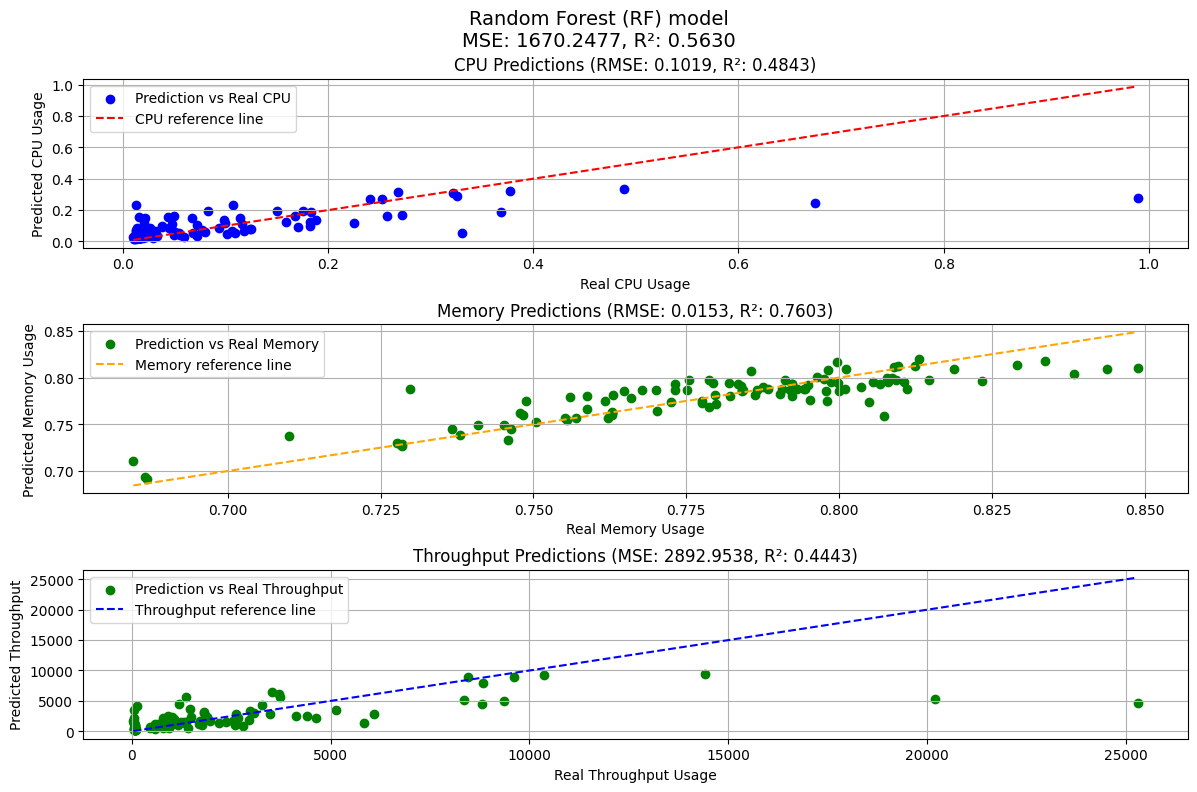 Random Forest (RF) model
MSE: 1670.2477, R²: 0.5630
CPU Predictions (RMSE: 0.1019, R²: 0.4843)
Predicted CPU Usage
1.0
0.8
0.6
0.4
0.2
0.0
Prediction vs Real CPU
CPU reference line
0.0 0.2 0.4 0.6 0.8 1.0
Real CPU Usage
Memory Predictions (RMSE: 0.0153, R²: 0.7603)
Predicted Memory Usage
0.85
0.80
0.75
0.70
Prediction vs Real Memory
Memory reference line
0.700 0.725 0.750 0.775 0.800 0.825 0.850
Real Memory Usage
Throughput Predictions (MSE: 2892.9538, R²: 0.4443)
Predicted Throughput
25000
20000
15000
10000
5000
0
Prediction vs Real Throughput
Throughput reference line
0 5000 10000 15000 20000 25000
Real Throughput Usage